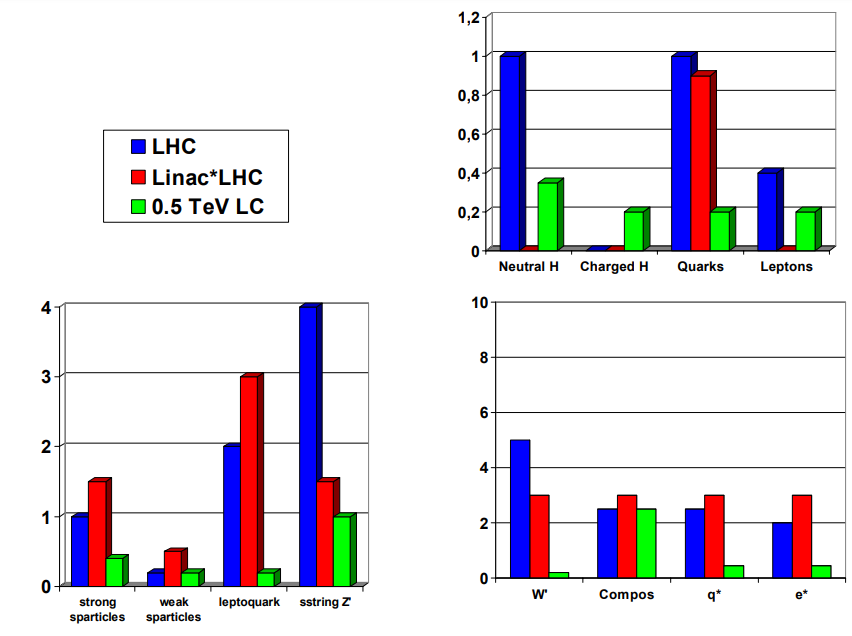 LHC
Linac*LHC
0.5 TeV LC
1,2
1
0,8
0,6
0,4
0,2
0
Neutral H Charged H Quarks Leptons
4
3
2
1
0
strong weak leptoquark sstring Z'
sparticles sparticles
10
8
6
4
2
0
W' Compos q* e*